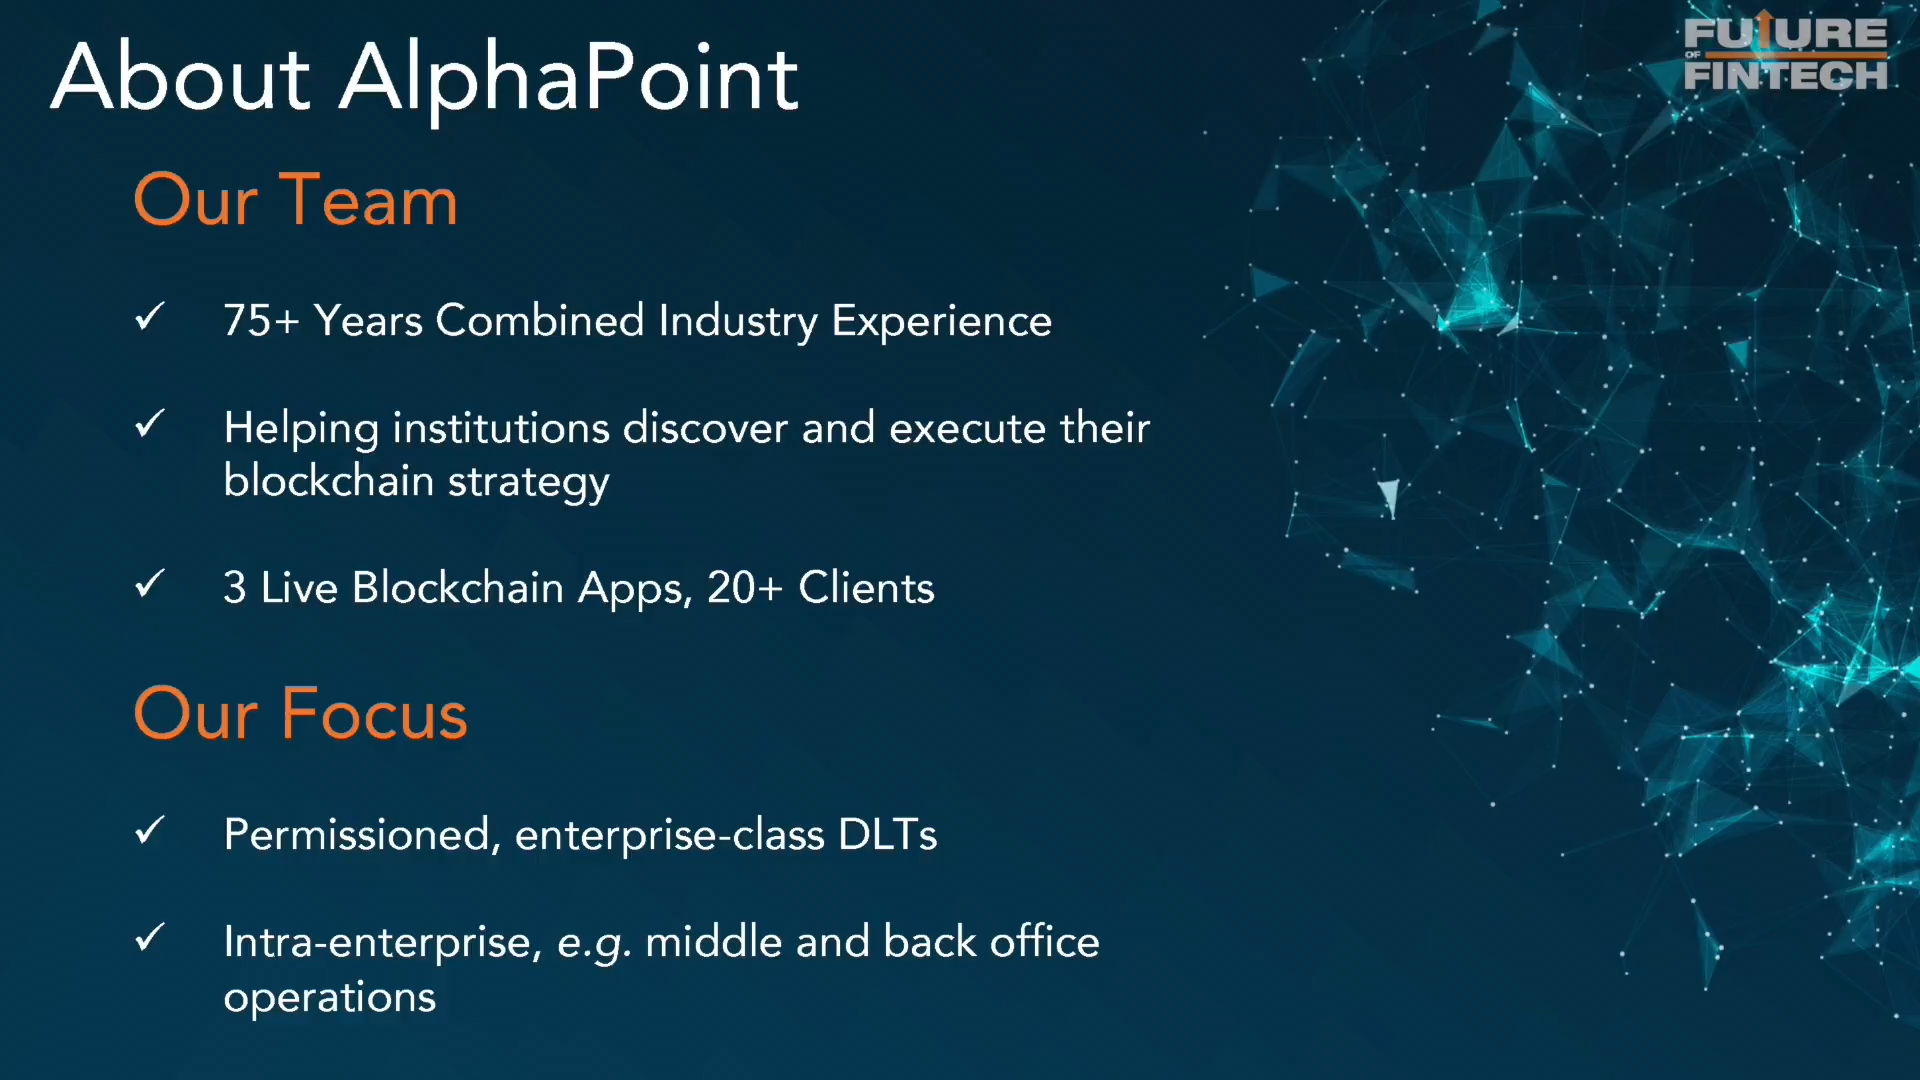 About AlphaPoint
FUTURE
OF
FINTECH
Our Team
✓ 75+ Years Combined Industry Experience
✓ Helping institutions discover and execute their
blockchain strategy
✓ 3 Live Blockchain Apps, 20+ Clients
Our Focus
✓ Permissioned, enterprise-class DLTs
✓ Intra-enterprise, e.g. middle and back office
operations